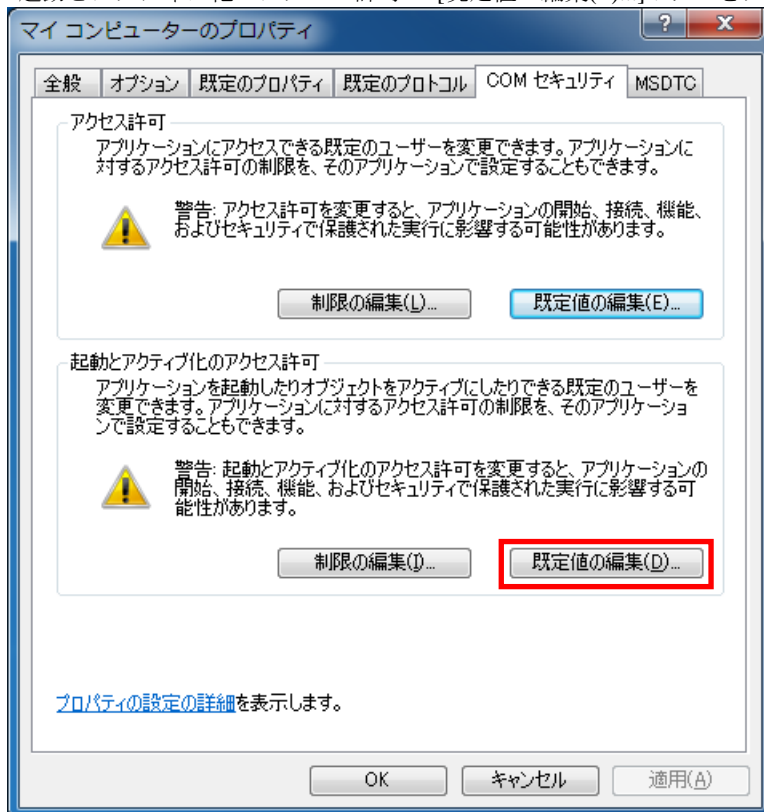 マイ コンピューターのプロパティ
全般 オプション 既定のプロパティ 既定のプロトコル COM セキュリティ MSDTC
アクセス許可
アプリケーションにアクセスできる既定のユーザーを変更できます。アプリケーションに
対するアクセス許可の制限を、そのアプリケーションで設定することもできます。
警告: アクセス許可を変更すると、アプリケーションの開始、接続、機能、
およびセキュリティで保護された実行に影響する可能性があります。
制限の編集(L)... 既定値の編集(E)...
起動とアクティブ化のアクセス許可
アプリケーションを起動したりオブジェクトをアクティブにしたりできる既定のユーザーを
変更できます。アプリケーションに対するアクセス許可の制限を、そのアプリケーショ
ンで設定することもできます。
警告: 起動とアクティブ化のアクセス許可を変更すると、アプリケーションの
開始、接続、機能、およびセキュリティで保護された実行に影響する可
能性があります。
制限の編集(I)... 既定値の編集(D)...
プロパティの設定の詳細を表示します。
OK キャンセル 適用(A)